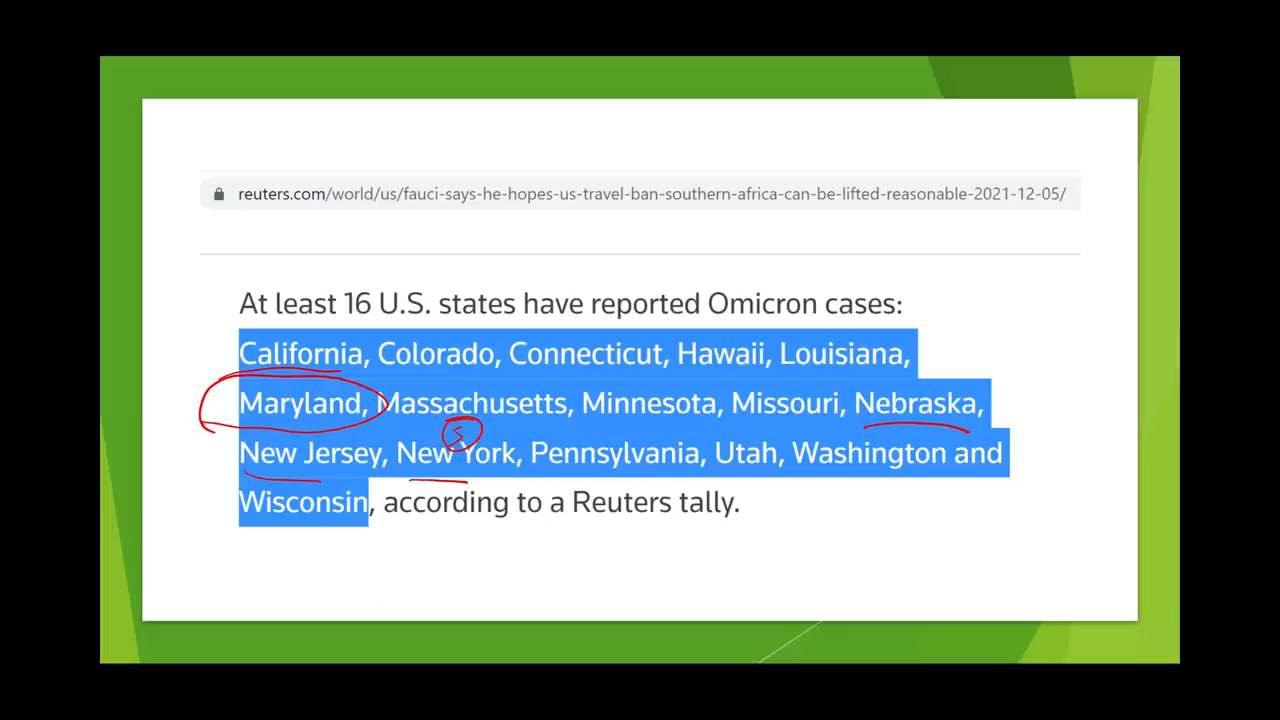 reuters.com/world/us/fauci-says-he-hopes-us-travel-ban-southern-africa-can-be-lifted-reasonable-2021-12-05/
At least 16 U.S. states have reported Omicron cases:
California, Colorado, Connecticut, Hawaii, Louisiana,
Maryland, Massachusetts, Minnesota, Missouri, Nebraska,
New Jersey, New York, Pennsylvania, Utah, Washington and
Wisconsin, according to a Reuters tally.